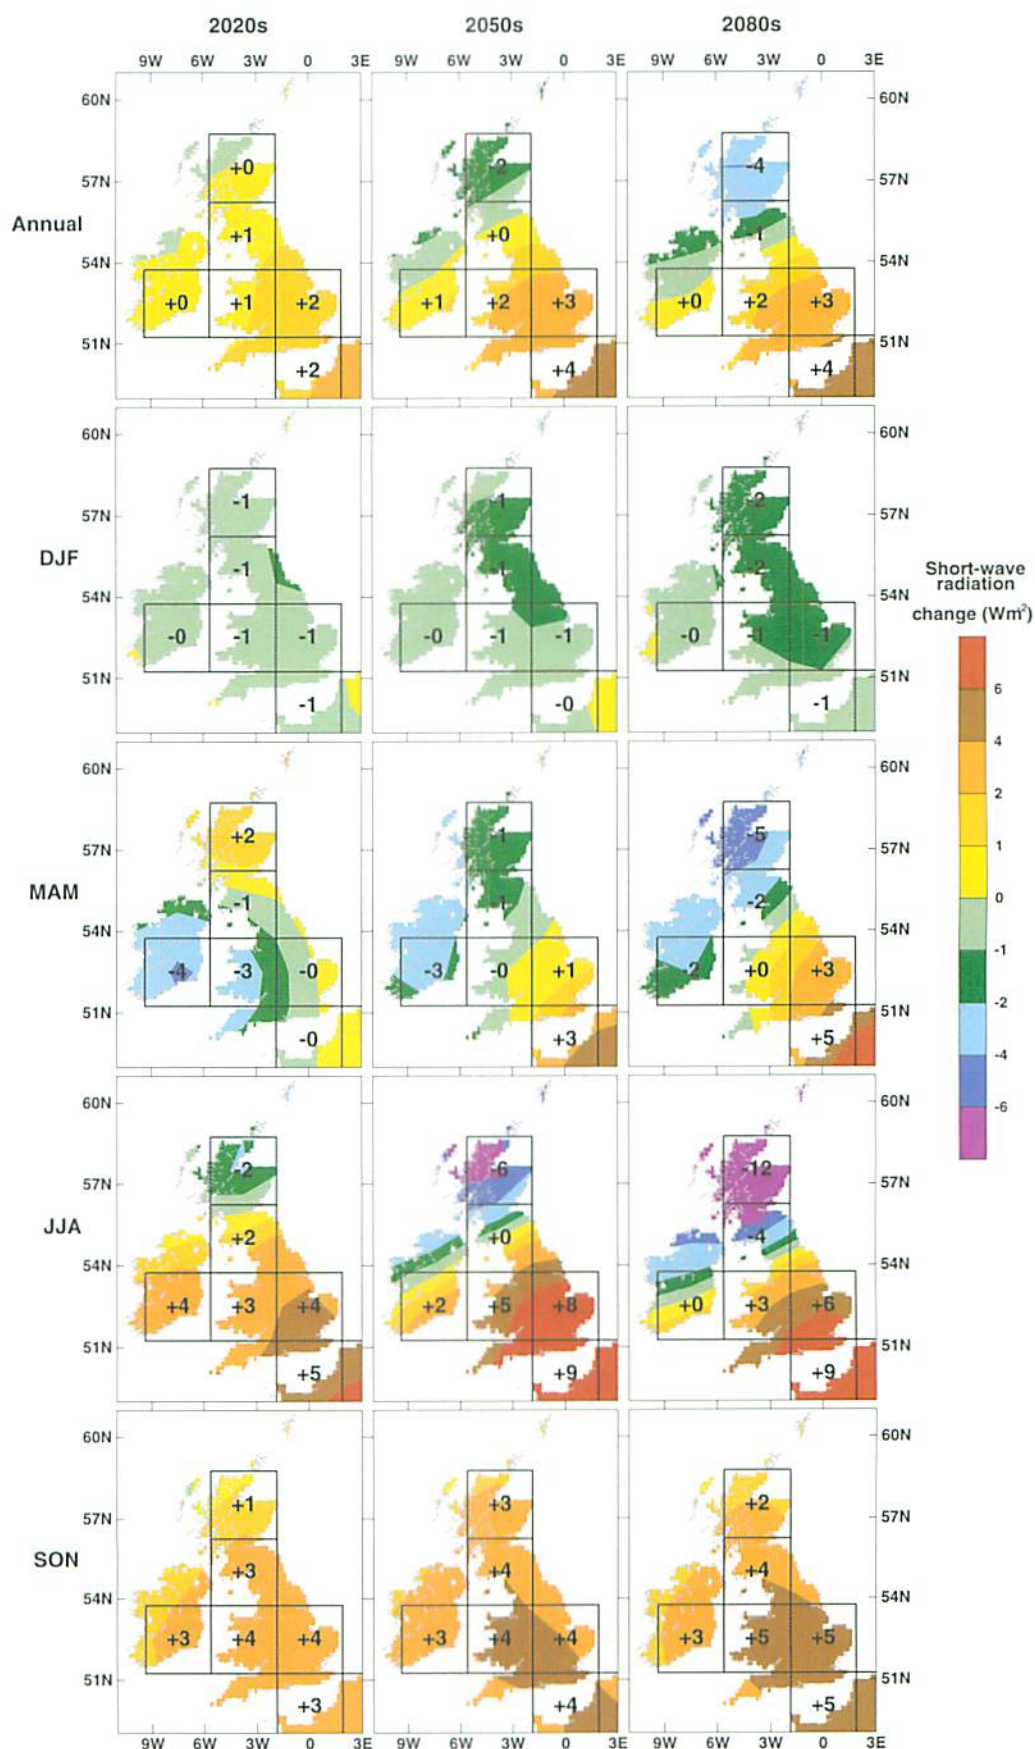 2020s 2050s 2080s
9W 6W 3W 0 3E 9W 6W 3W 0 3E 9W 6W 3W 0 3E
60N 60N
+0 -2 -4
57N 57N
Annual
+1 +0 -1
54N 54N
+0 +1 +2 +1 +2 +3 +0 +2 +3
51N 51N
+2 +4 +4
60N 60N
-1 -1 -2
57N 57N
DJF
-1 -1 -2
54N 54N
-0 -1 -1 -0 -1 -1 -0 -1 -1
51N 51N
-1 -0 -1
60N 60N
+2 -1 -5
57N 57N
MAM
-1 -1 -2
54N 54N
-4 -3 -0 -3 -0 +1 -2 +0 +3
51N 51N
-0 +3 +5
60N 60N
-2 -6 -12
57N 57N
JJA
+2 +0 -4
54N 54N
+4 +3 +4 +2 +5 +8 +0 +3 +6
51N 51N
+5 +9 +9
60N 60N
+1 +3 +2
57N 57N
SON
+3 +4 +4
54N 54N
+3 +4 +4 +3 +4 +4 +3 +5 +5
51N 51N
+3 +4 +5
9W 6W 3W 0 3E 9W 6W 3W 0 3E 9W 6W 3W 0 3E
Short-wave
radiation
change (Wm²)
6
4
2
1
0
-1
-2
-4
-6